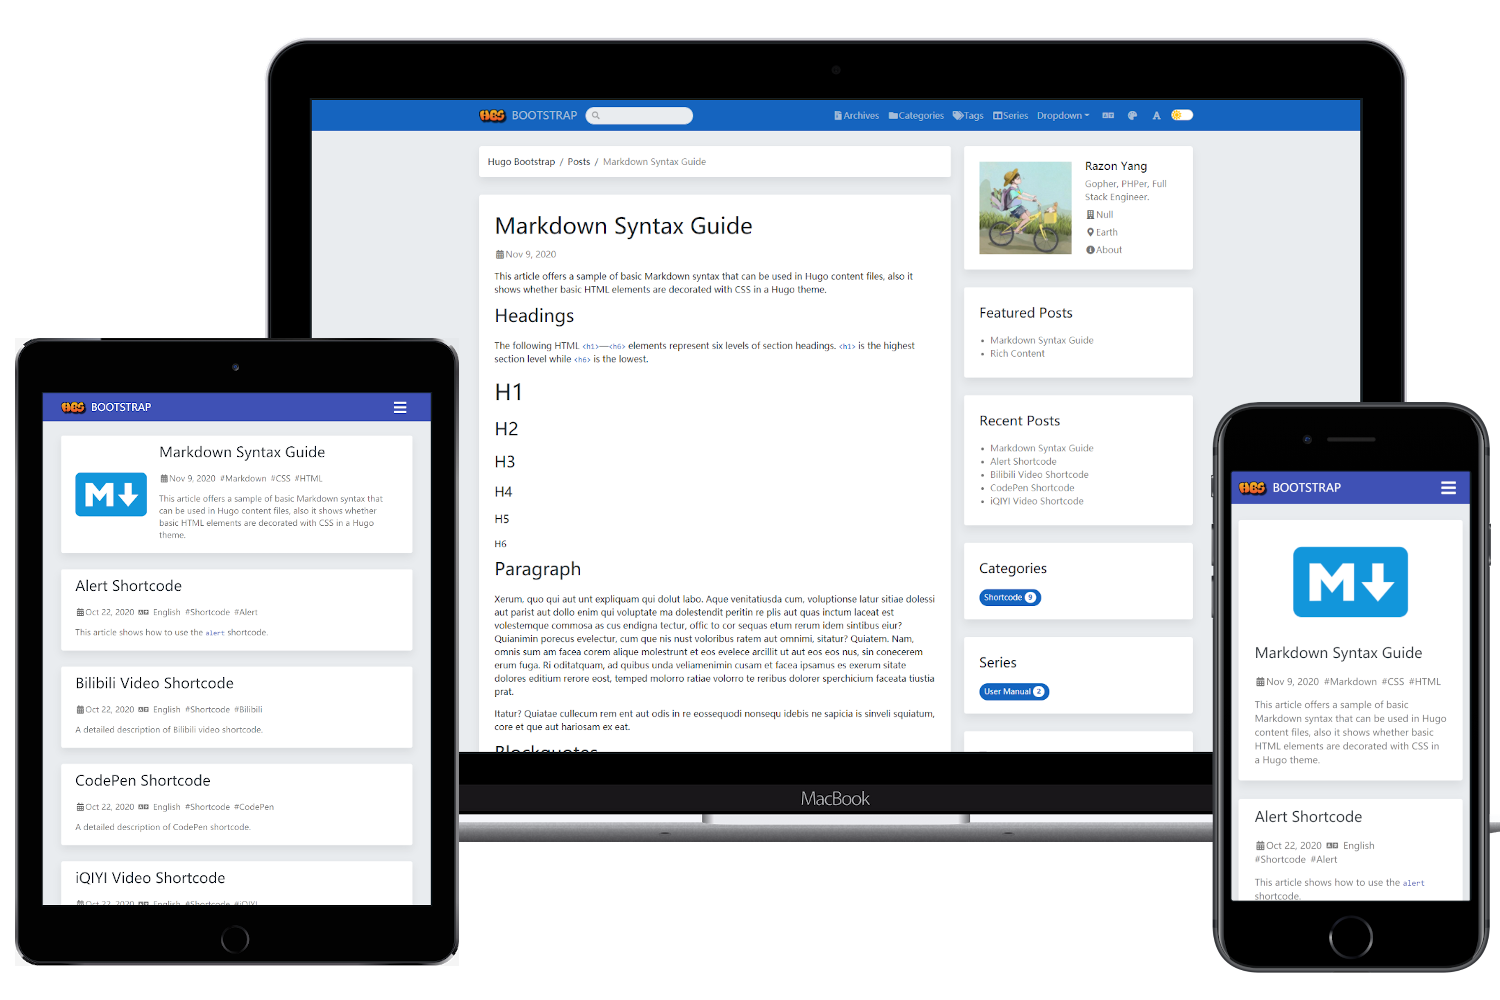 HBS BOOTSTRAP
Archives Categories Tags Series Dropdown A
Hugo Bootstrap / Posts / Markdown Syntax Guide
Markdown Syntax Guide
Nov 9, 2020
This article offers a sample of basic Markdown syntax that can be used in Hugo content files, also it
shows whether basic HTML elements are decorated with CSS in a Hugo theme.
Headings
The following HTML <h1>—<h6> elements represent six levels of section headings. <h1> is the highest
section level while <h6> is the lowest.
H1
H2
H3
H4
H5
H6
Paragraph
Xerum, quo qui aut unt expliquam qui dolut labo. Aque venitatiusda cum, voluptionse latur sitiae dolessi
aut parist aut dollo enim qui voluptate ma dolestendit peritin re plis aut quas inctum laceat est
volestemque commosa as cus endigna tectur, offic to cor sequas etum rerum idem sintibus eiur?
Quianimin porecus evelectur, cum que nis nust voloribus ratem aut omnimi, sitatur? Quiatem. Nam,
omnis sum am facea corem alique molestrunt et eos evelece arcillit ut aut eos eos nus, sin conecerem
erum fuga. Ri oditatquam, ad quibus unda veliamenimin cusam et facea ipsamus es exerum sitate
dolores editium rerore eost, temped molorro ratiae volorro te reribus dolorer sperchicium faceata tiustia
prat.
Itatur? Quiatae cullecum rem ent aut odis in re eossequodi nonsequ idebis ne sapicia is sinveli squiatum,
core et que aut hariosam ex eat.
Blockquotes
Razon Yang
Gopher, PHPer, Full
Stack Engineer.
Null
Earth
About
Featured Posts
Markdown Syntax Guide
Rich Content
Recent Posts
Markdown Syntax Guide
Alert Shortcode
Bilibili Video Shortcode
CodePen Shortcode
iQIYI Video Shortcode
Categories
Shortcode 9
Series
User Manual 2
MacBook
HBS BOOTSTRAP
Markdown Syntax Guide
Nov 9, 2020 #Markdown #CSS #HTML
This article offers a sample of basic Markdown syntax that
can be used in Hugo content files, also it shows whether
basic HTML elements are decorated with CSS in a Hugo
theme.
Alert Shortcode
Oct 22, 2020 English #Shortcode #Alert
This article shows how to use the alert shortcode.
Bilibili Video Shortcode
Oct 22, 2020 English #Shortcode #Bilibili
A detailed description of Bilibili video shortcode.
CodePen Shortcode
Oct 22, 2020 English #Shortcode #CodePen
A detailed description of CodePen shortcode.
iQIYI Video Shortcode
Oct 22, 2020 English #Shortcode #iQIYI
HBS BOOTSTRAP
Markdown Syntax Guide
Nov 9, 2020 #Markdown #CSS #HTML
This article offers a sample of basic
Markdown syntax that can be used in Hugo
content files, also it shows whether basic
HTML elements are decorated with CSS in
a Hugo theme.
Alert Shortcode
Oct 22, 2020 English
#Shortcode #Alert
This article shows how to use the alert
shortcode.